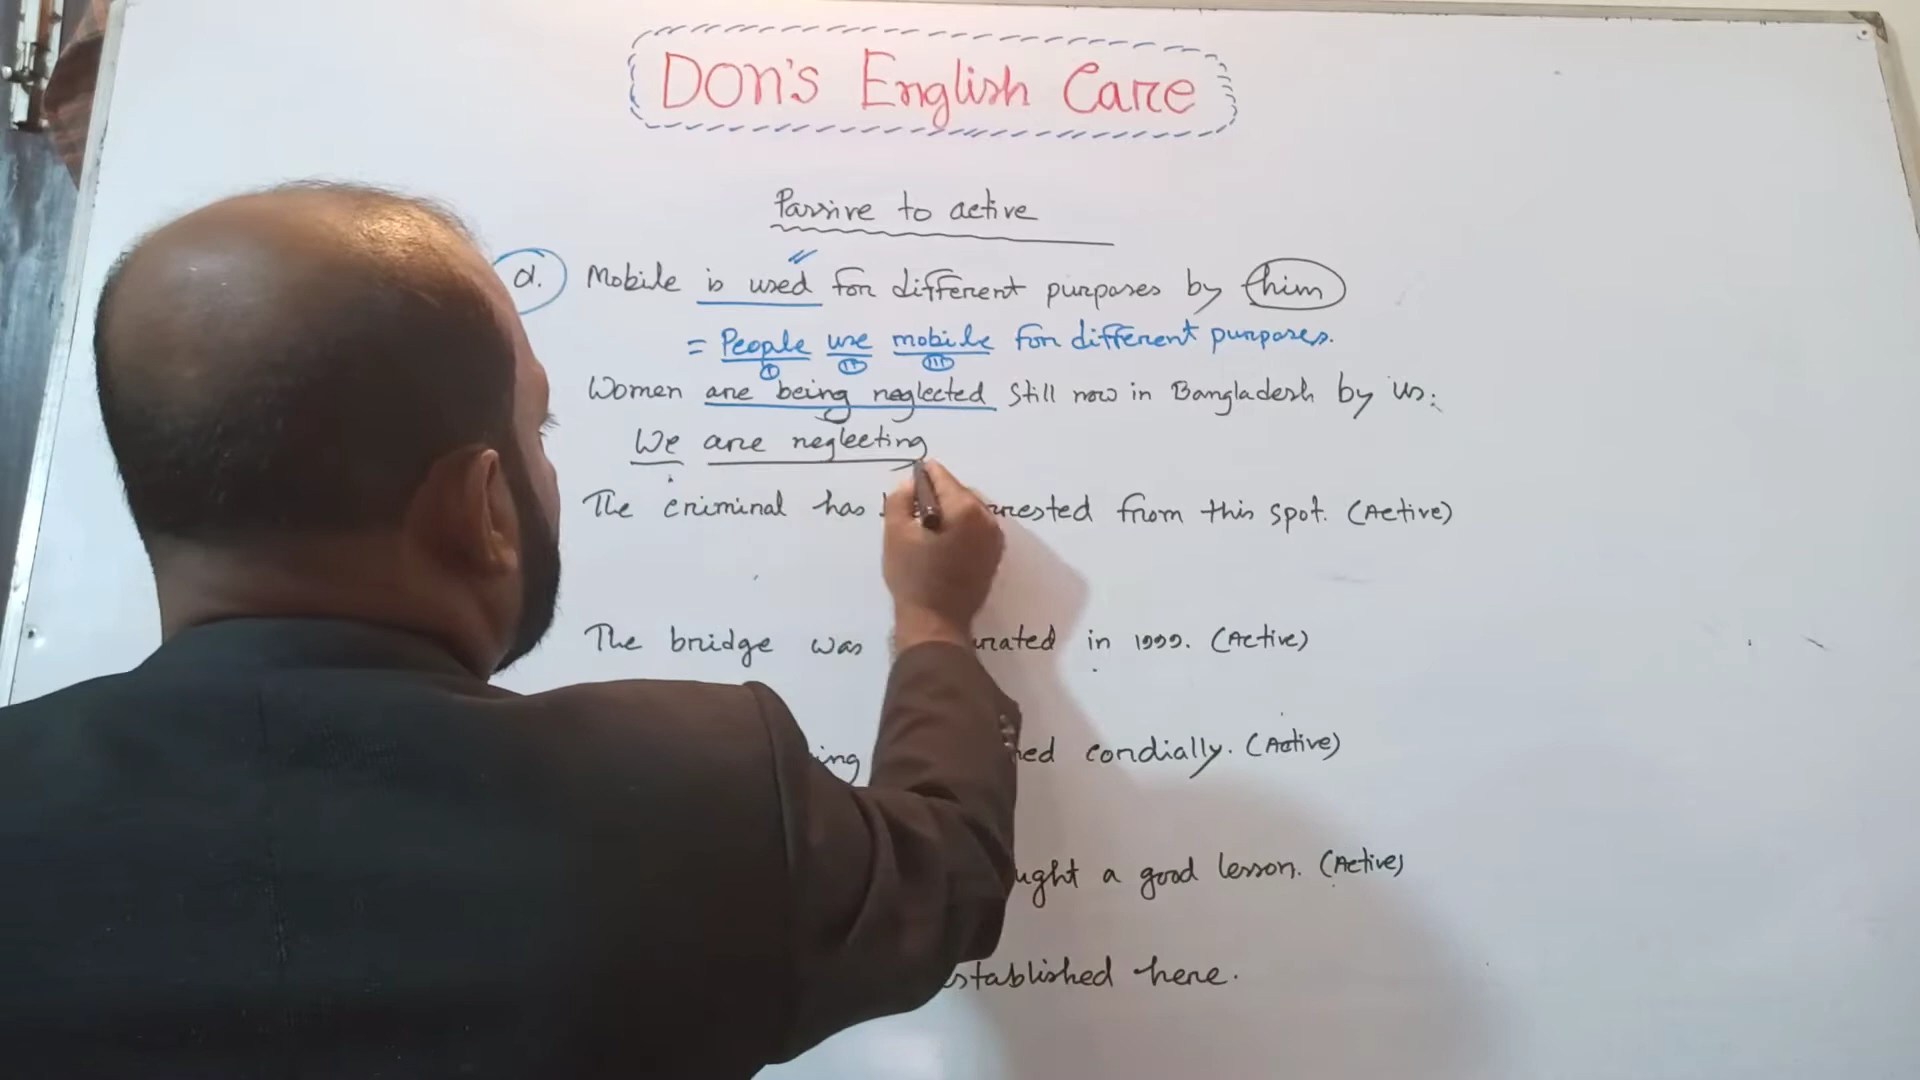 Don's English Care
Passive to active
a. Mobile is used for different purposes by him
= People use mobile for different purposes.
I II III
Women are being neglected still now in Bangladesh by us.
We are neglecting
The criminal has from this spot. (Active)
The bridge was in 1999. (Active)
cordially. (Active)
a good lesson. (Active)
established here.